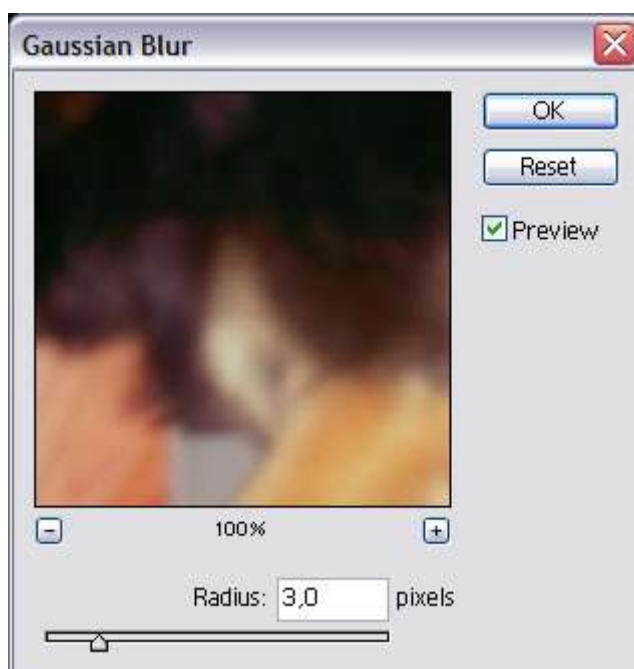 Gaussian Blur
OK
Reset
Preview
100%
Radius: 3,0 pixels